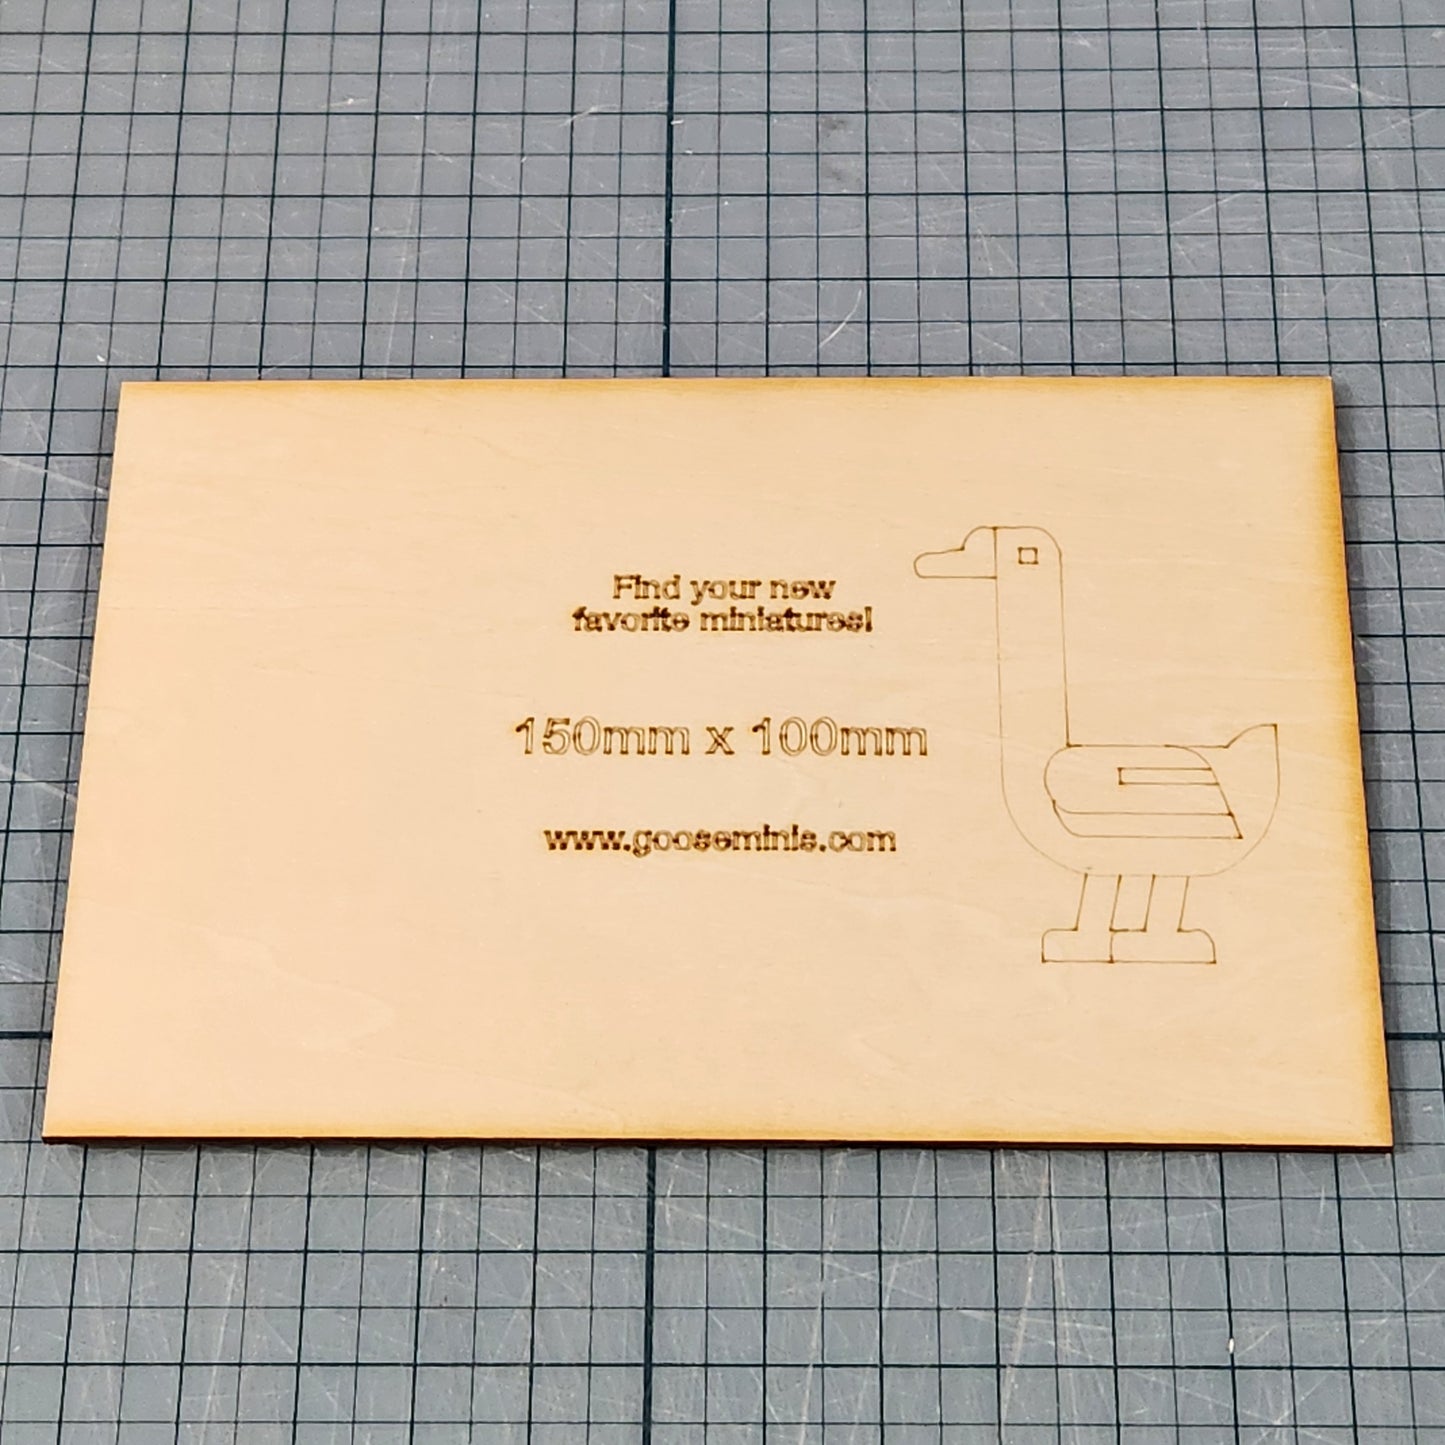 Find your new
favorite miniatures!
150mm x 100mm
www.gooseminis.com